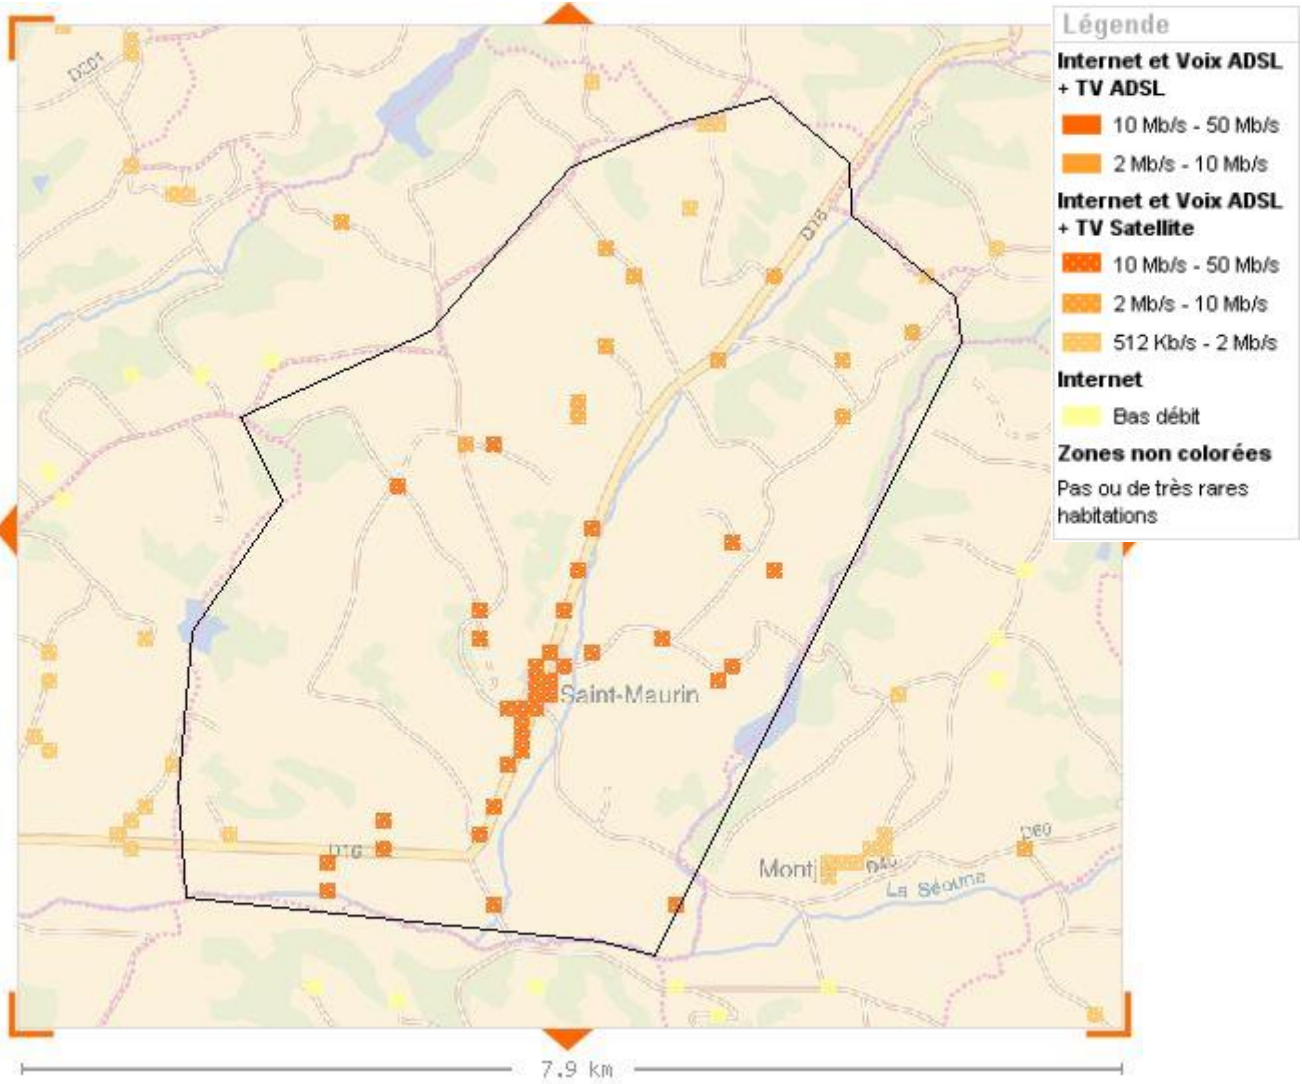 Légende
Internet et Voix ADSL
+ TV ADSL
10 Mb/s - 50 Mb/s
2 Mb/s - 10 Mb/s
Internet et Voix ADSL
+ TV Satellite
10 Mb/s - 50 Mb/s
2 Mb/s - 10 Mb/s
512 Kb/s - 2 Mb/s
Internet
Bas débit
Zones non colorées
Pas ou de très rares
habitations
D16
Saint-Maurin
D16
Montj
D60
La Séoune
7.9 km